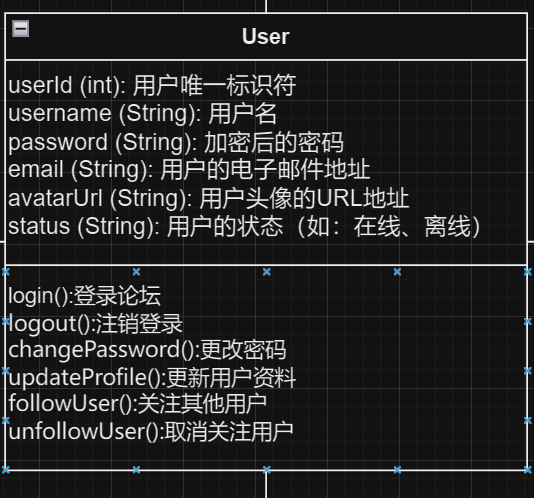 User
userId (int): 用户唯一标识符
username (String): 用户名
password (String): 加密后的密码
email (String): 用户的电子邮件地址
avatarUrl (String): 用户头像的URL地址
status (String): 用户的状态（如：在线、离线）
login():登录论坛
logout():注销登录
changePassword():更改密码
updateProfile():更新用户资料
followUser():关注其他用户
unfollowUser():取消关注用户